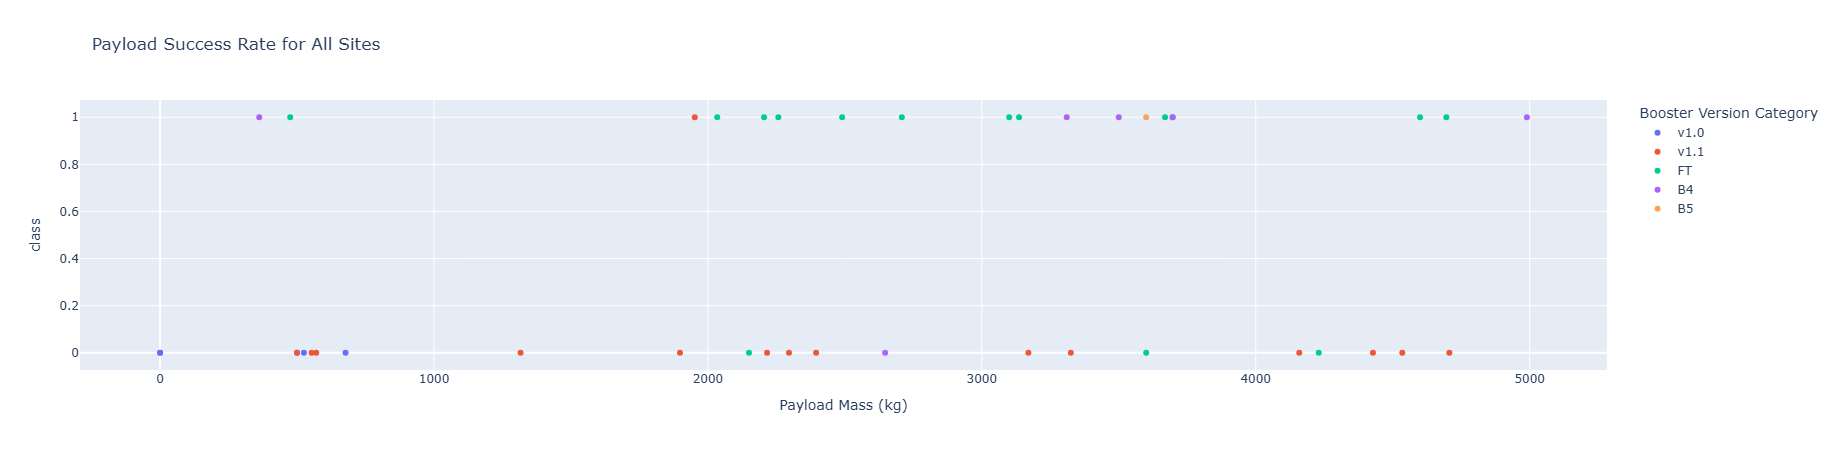 Payload Success Rate for All Sites
Booster Version Category
v1.0
v1.1
FT
B4
B5
class
1
0.8
0.6
0.4
0.2
0
0 1000 2000 3000 4000 5000
Payload Mass (kg)